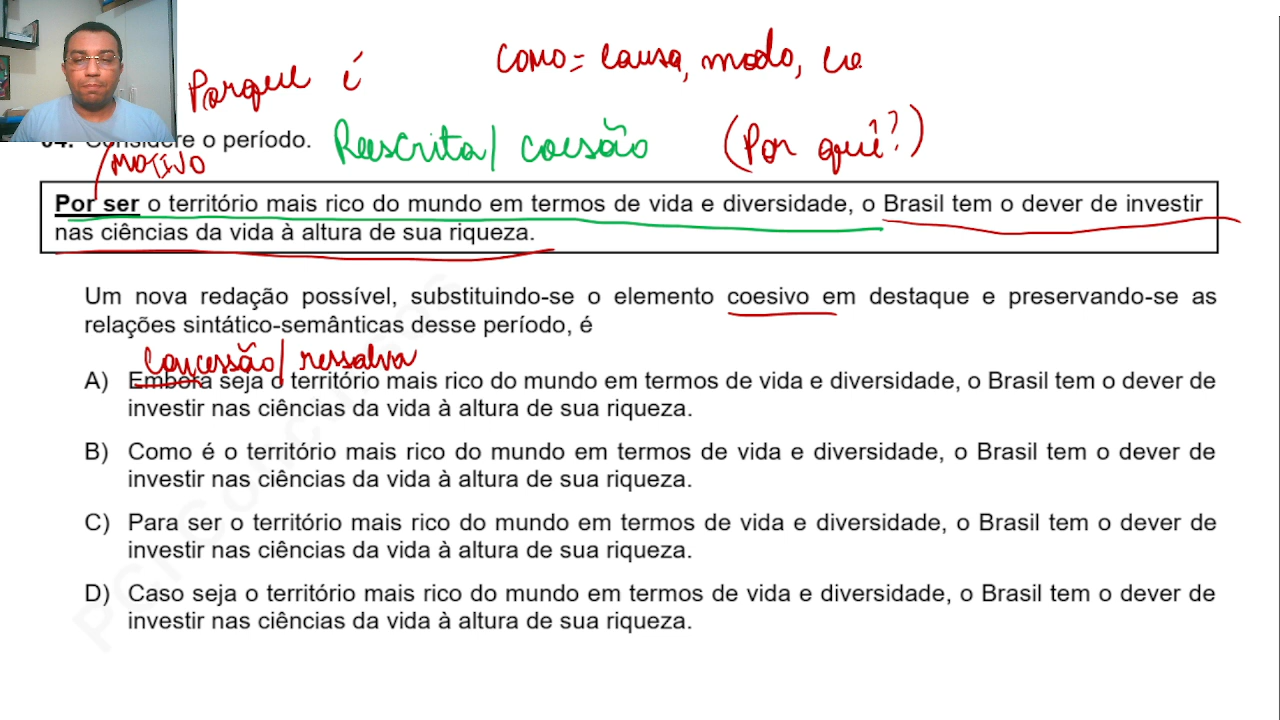 Porque é
como = causa, modo, co
04. Considere o período.
Reescrita/ coesão
(Por quê?)
MOTIVO
Por ser o território mais rico do mundo em termos de vida e diversidade, o Brasil tem o dever de investir
nas ciências da vida à altura de sua riqueza.
Um nova redação possível, substituindo-se o elemento coesivo em destaque e preservando-se as
relações sintático-semânticas desse período, é
concessão/ ressalva
A) Embora seja o território mais rico do mundo em termos de vida e diversidade, o Brasil tem o dever de
investir nas ciências da vida à altura de sua riqueza.
B) Como é o território mais rico do mundo em termos de vida e diversidade, o Brasil tem o dever de
investir nas ciências da vida à altura de sua riqueza.
C) Para ser o território mais rico do mundo em termos de vida e diversidade, o Brasil tem o dever de
investir nas ciências da vida à altura de sua riqueza.
D) Caso seja o território mais rico do mundo em termos de vida e diversidade, o Brasil tem o dever de
investir nas ciências da vida à altura de sua riqueza.